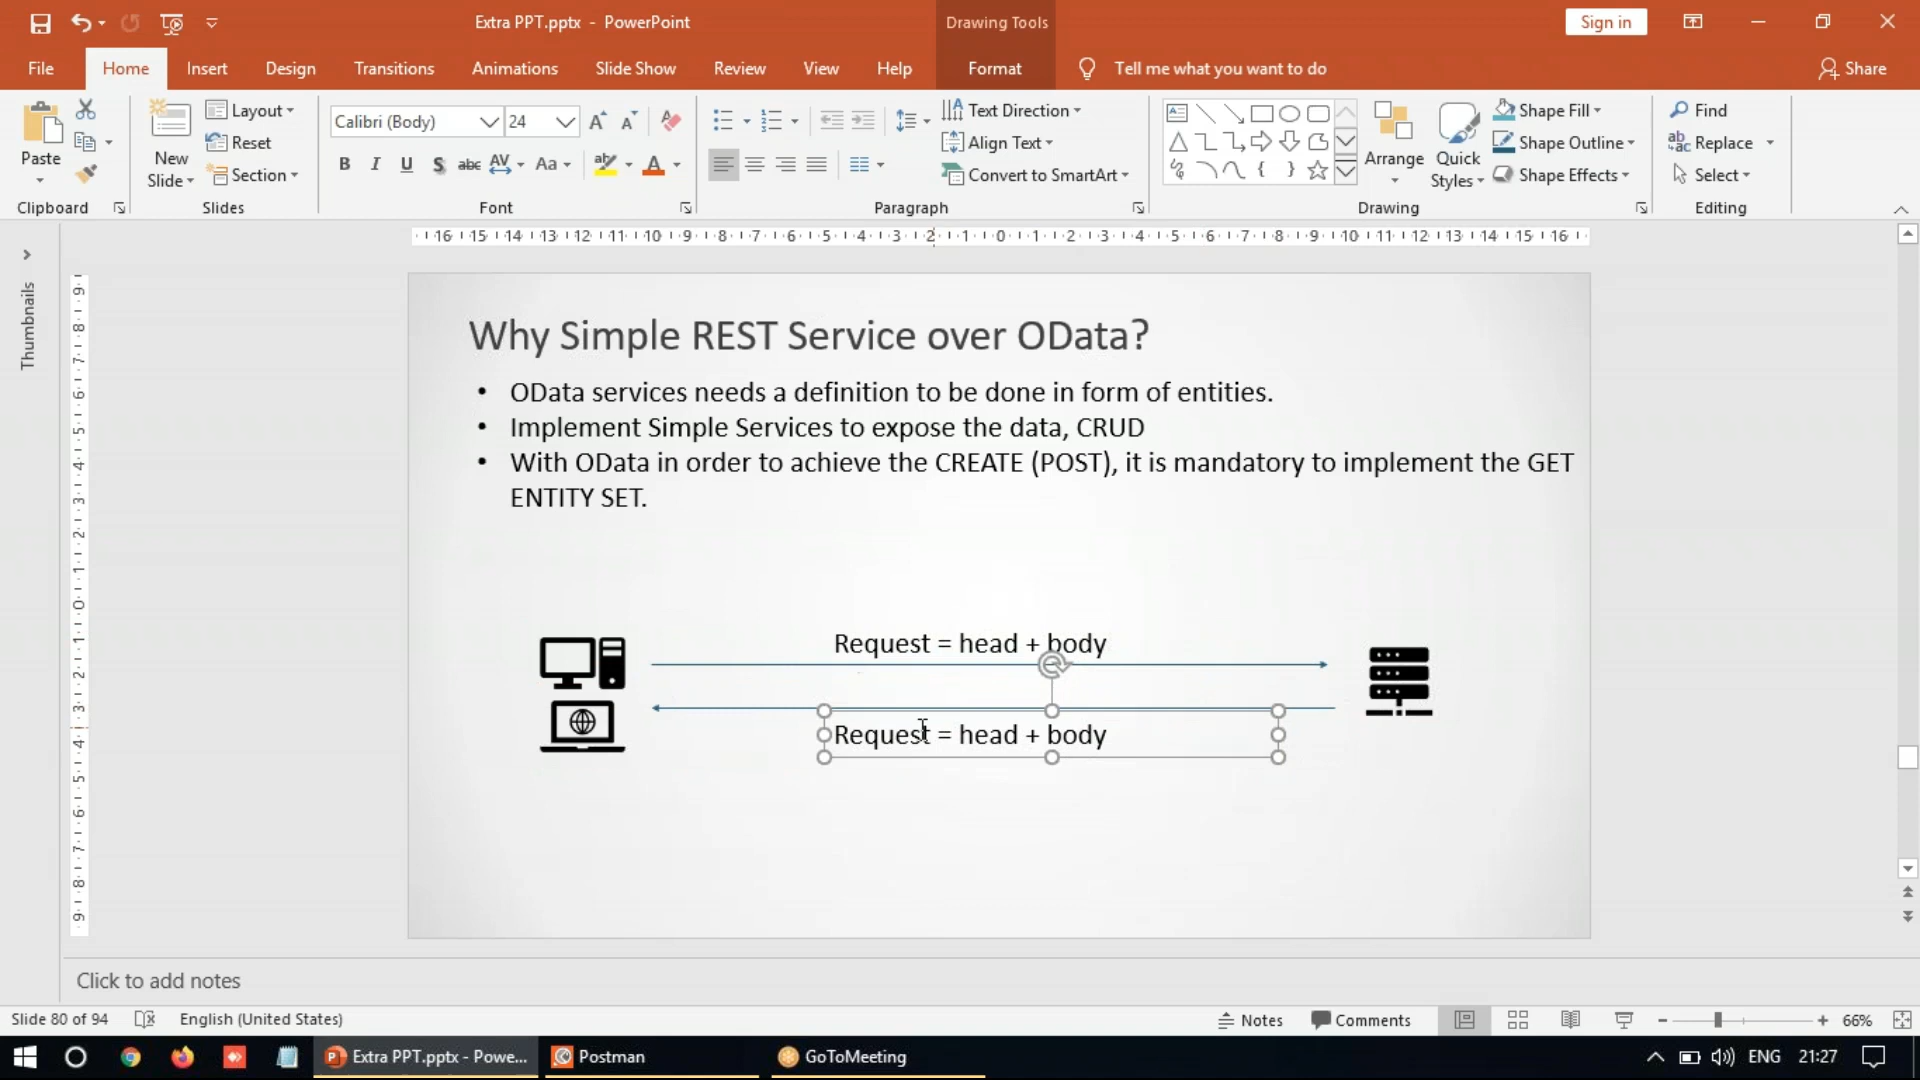 Extra PPT.pptx - PowerPoint
Drawing Tools
Sign in
File
Home
Insert
Design
Transitions
Animations
Slide Show
Review
View
Help
Format
Tell me what you want to do
Share
Paste
New Slide
Layout
Reset
Section
Calibri (Body)
24
Text Direction
Align Text
Convert to SmartArt
Arrange
Quick Styles
Shape Fill
Shape Outline
Shape Effects
Find
Replace
Select
Clipboard
Slides
Font
Paragraph
Drawing
Editing
Thumbnails
Why Simple REST Service over OData?
• OData services needs a definition to be done in form of entities.
• Implement Simple Services to expose the data, CRUD
• With OData in order to achieve the CREATE (POST), it is mandatory to implement the GET
ENTITY SET.
Request = head + body
Request = head + body
Click to add notes
Slide 80 of 94
English (United States)
Notes
Comments
66%
Extra PPT.pptx - Powe...
Postman
GoToMeeting
ENG
21:27